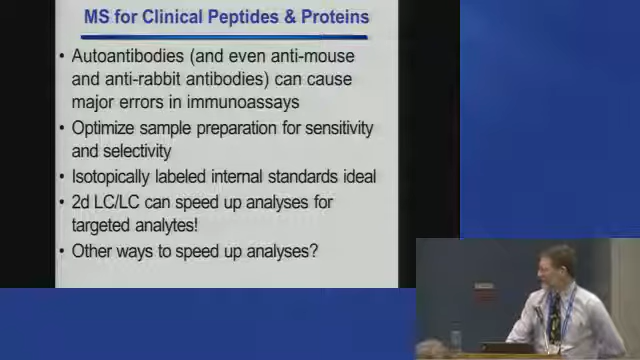 MS for Clinical Peptides & Proteins
• Autoantibodies (and even anti-mouse
and anti-rabbit antibodies) can cause
major errors in immunoassays
• Optimize sample preparation for sensitivity
and selectivity
• Isotopically labeled internal standards ideal
• 2d LC/LC can speed up analyses for
targeted analytes!
• Other ways to speed up analyses?